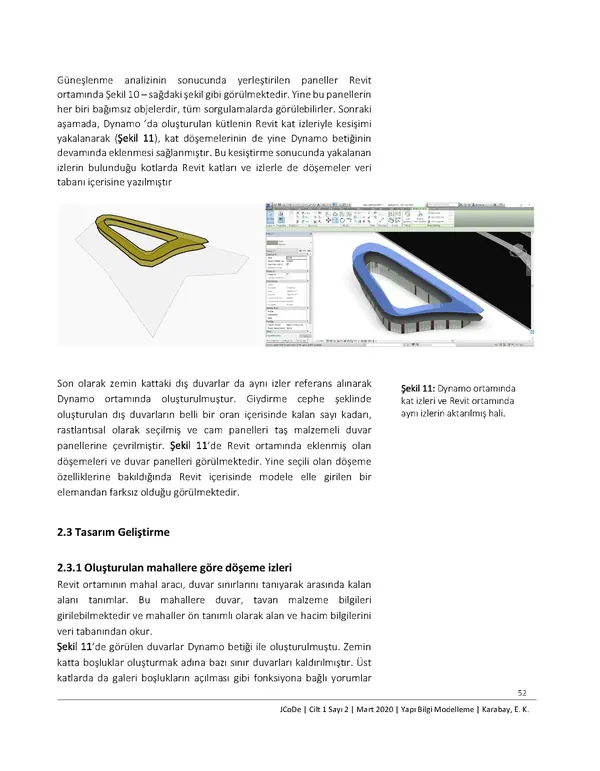 Güneşlenme analizinin sonucunda yerleştirilen paneller Revit
ortamında Şekil 10 – sağdaki şekil gibi görülmektedir. Yine bu panellerin
her biri bağımsız objelerdir, tüm sorgulamalarda görülebilirler. Sonraki
aşamada, Dynamo ’da oluşturulan kütlenin Revit kat izleriyle kesişimi
yakalanarak (Şekil 11), kat döşemelerinin de yine Dynamo betiğinin
devamında eklenmesi sağlanmıştır. Bu kesiştirme sonucunda yakalanan
izlerin bulunduğu kotlarda Revit katları ve izlerle de döşemeler veri
tabanı içerisine yazılmıştır
Son olarak zemin kattaki dış duvarlar da aynı izler referans alınarak
Dynamo ortamında oluşturulmuştur. Giydirme cephe şeklinde
oluşturulan dış duvarların belli bir oran içerisinde kalan sayı kadarı,
rastlantısal olarak seçilmiş ve cam panelleri taş malzemeli duvar
panellerine çevrilmiştir. Şekil 11’de Revit ortamında eklenmiş olan
döşemeleri ve duvar panelleri görülmektedir. Yine seçili olan döşeme
özelliklerine bakıldığında Revit içerisinde modele elle girilen bir
elemandan farksız olduğu görülmektedir.
Şekil 11: Dynamo ortamında
kat izleri ve Revit ortamında
aynı izlerin aktarılmış hali.
2.3 Tasarım Geliştirme
2.3.1 Oluşturulan mahallere göre döşeme izleri
Revit ortamının mahal aracı, duvar sınırlarını tanıyarak arasında kalan
alanı tanımlar. Bu mahallere duvar, tavan malzeme bilgileri
girilebilmektedir ve mahaller ön tanımlı olarak alan ve hacim bilgilerini
veri tabanından okur.
Şekil 11’de görülen duvarlar Dynamo betiği ile oluşturulmuştu. Zemin
katta boşluklar oluşturmak adına bazı sınır duvarları kaldırılmıştır. Üst
katlarda da galeri boşlukların açılması gibi fonksiyona bağlı yorumlar
52
JCoDe | Cilt 1 Sayı 2 | Mart 2020 | Yapı Bilgi Modelleme | Karabay, E. K.